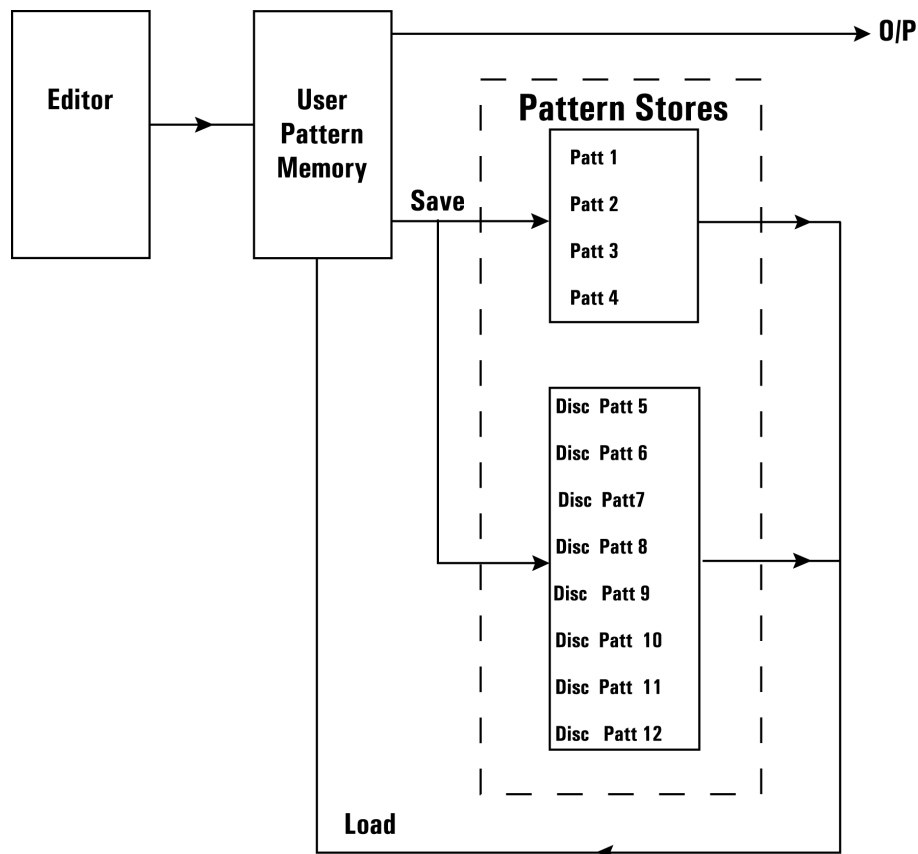 O/P
Editor
User
Pattern
Memory
Pattern Stores
Save
Patt 1
Patt 2
Patt 3
Patt 4
Disc Patt 5
Disc Patt 6
Disc Patt7
Disc Patt 8
Disc Patt 9
Disc Patt 10
Disc Patt 11
Disc Patt 12
Load